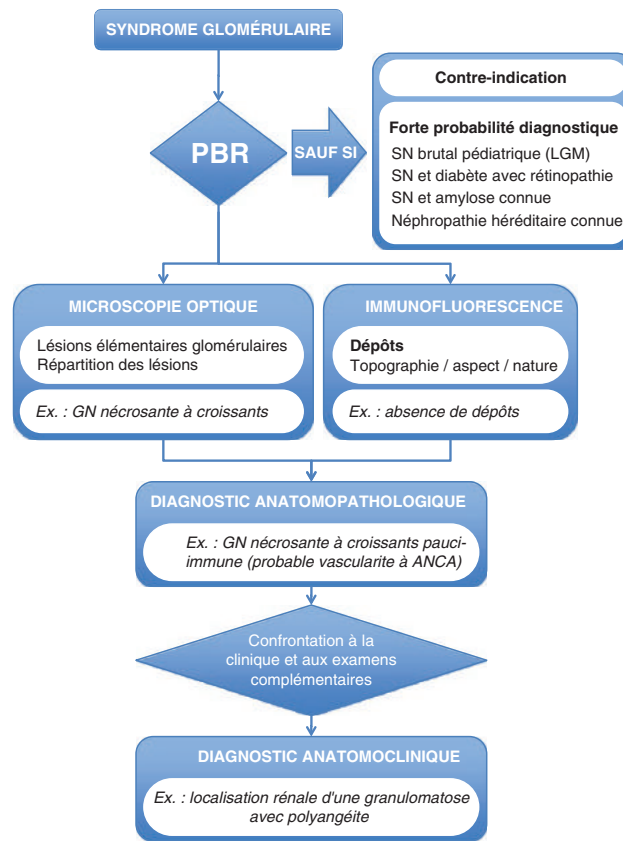 SYNDROME GLOMÉRULAIRE
PBR
SAUF SI
Contre-indication
Forte probabilité diagnostique
SN brutal pédiatrique (LGM)
SN et diabète avec rétinopathie
SN et amylose connue
Néphropathie héréditaire connue
MICROSCOPIE OPTIQUE
Lésions élémentaires glomérulaires
Répartition des lésions
Ex. : GN nécrosante à croissants
IMMUNOFLUORESCENCE
Dépôts
Topographie / aspect / nature
Ex. : absence de dépôts
DIAGNOSTIC ANATOMOPATHOLOGIQUE
Ex. : GN nécrosante à croissants pauci-
immune (probable vascularite à ANCA)
Confrontation à la
clinique et aux examens
complémentaires
DIAGNOSTIC ANATOMOCLINIQUE
Ex. : localisation rénale d'une granulomatose
avec polyangéite